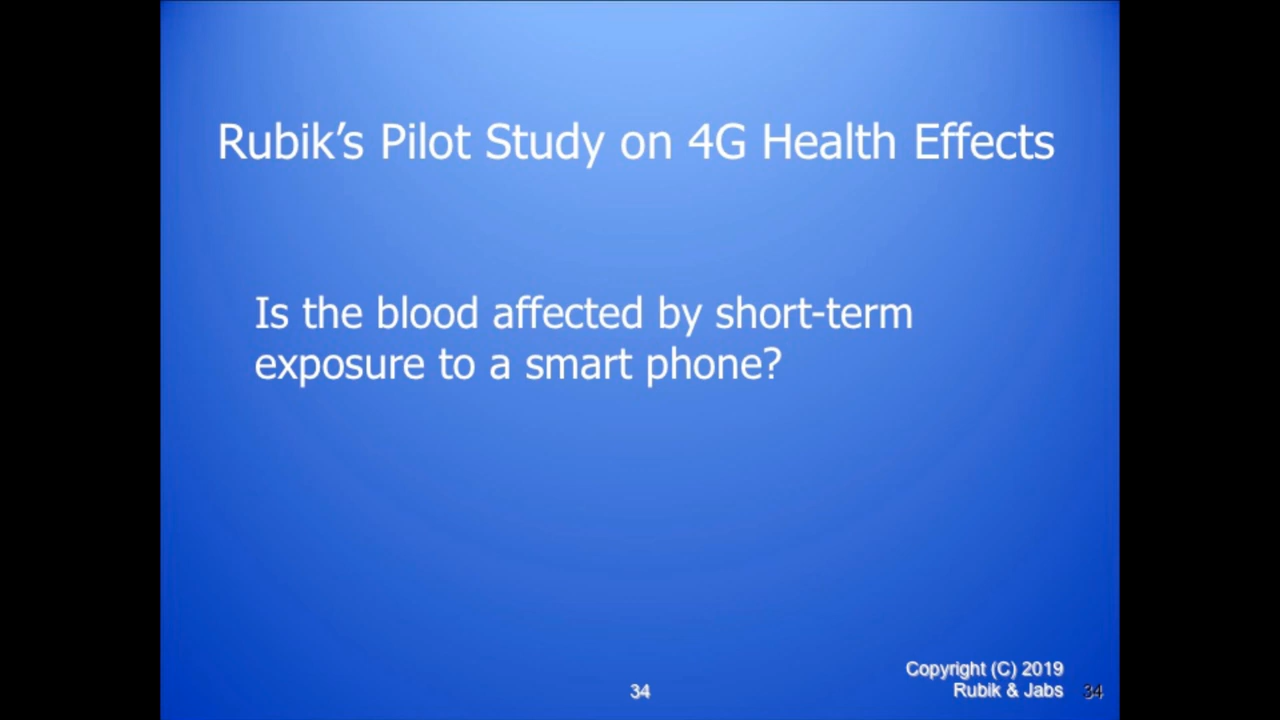 Rubik’s Pilot Study on 4G Health Effects
Is the blood affected by short-term
exposure to a smart phone?
Copyright (C) 2019
Rubik & Jabs
34
34